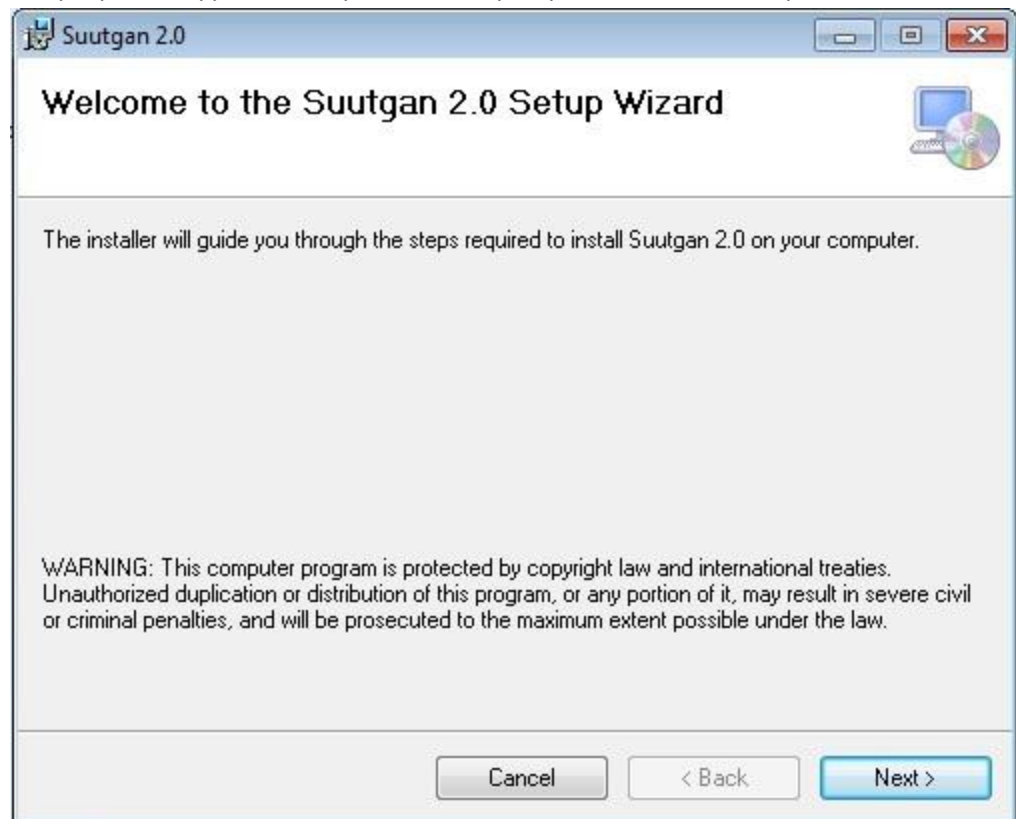 Suutgan 2.0
Welcome to the Suutgan 2.0 Setup Wizard
The installer will guide you through the steps required to install Suutgan 2.0 on your computer.
WARNING: This computer program is protected by copyright law and international treaties.
Unauthorized duplication or distribution of this program, or any portion of it, may result in severe civil
or criminal penalties, and will be prosecuted to the maximum extent possible under the law.
Cancel
< Back
Next >